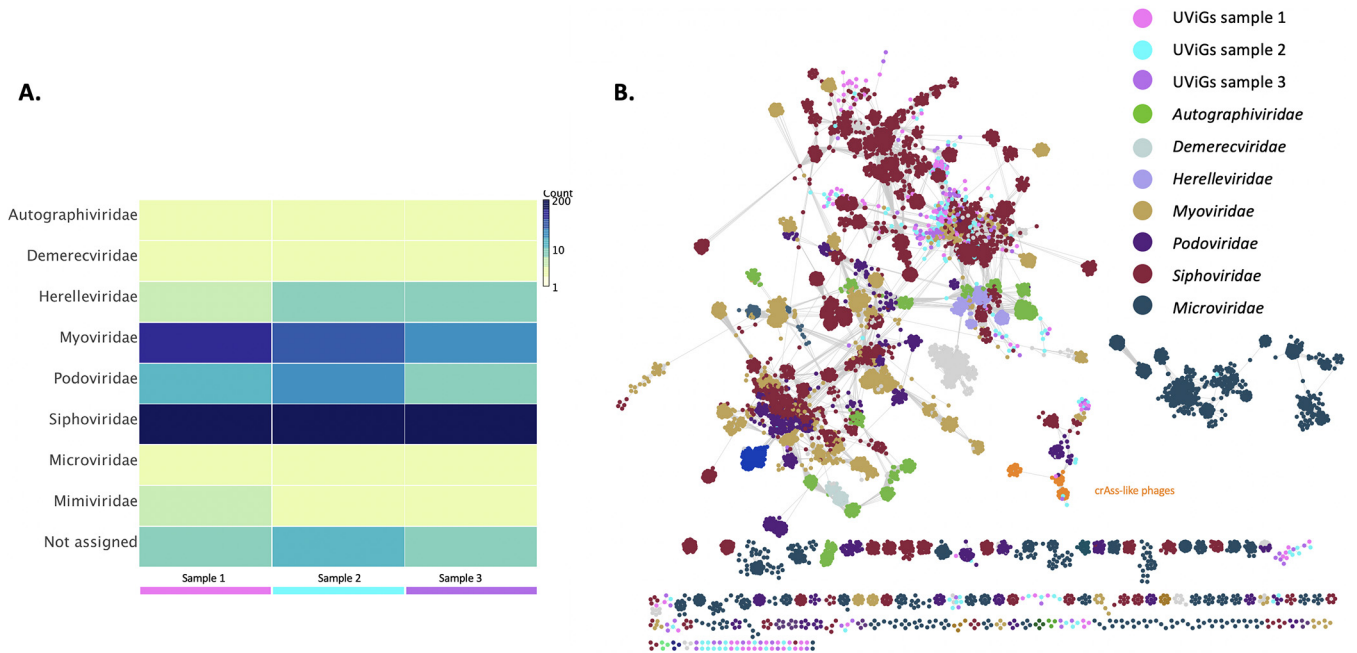 A.
Count
200
10
1
Autographiviridae
Demerecviridae
Herelleviridae
Myoviridae
Podoviridae
Siphoviridae
Microviridae
Mimiviridae
Not assigned
Sample 1
Sample 2
Sample 3
B.
UViGs sample 1
UViGs sample 2
UViGs sample 3
Autographiviridae
Demerecviridae
Herelleviridae
Myoviridae
Podoviridae
Siphoviridae
Microviridae
crAss-like phages